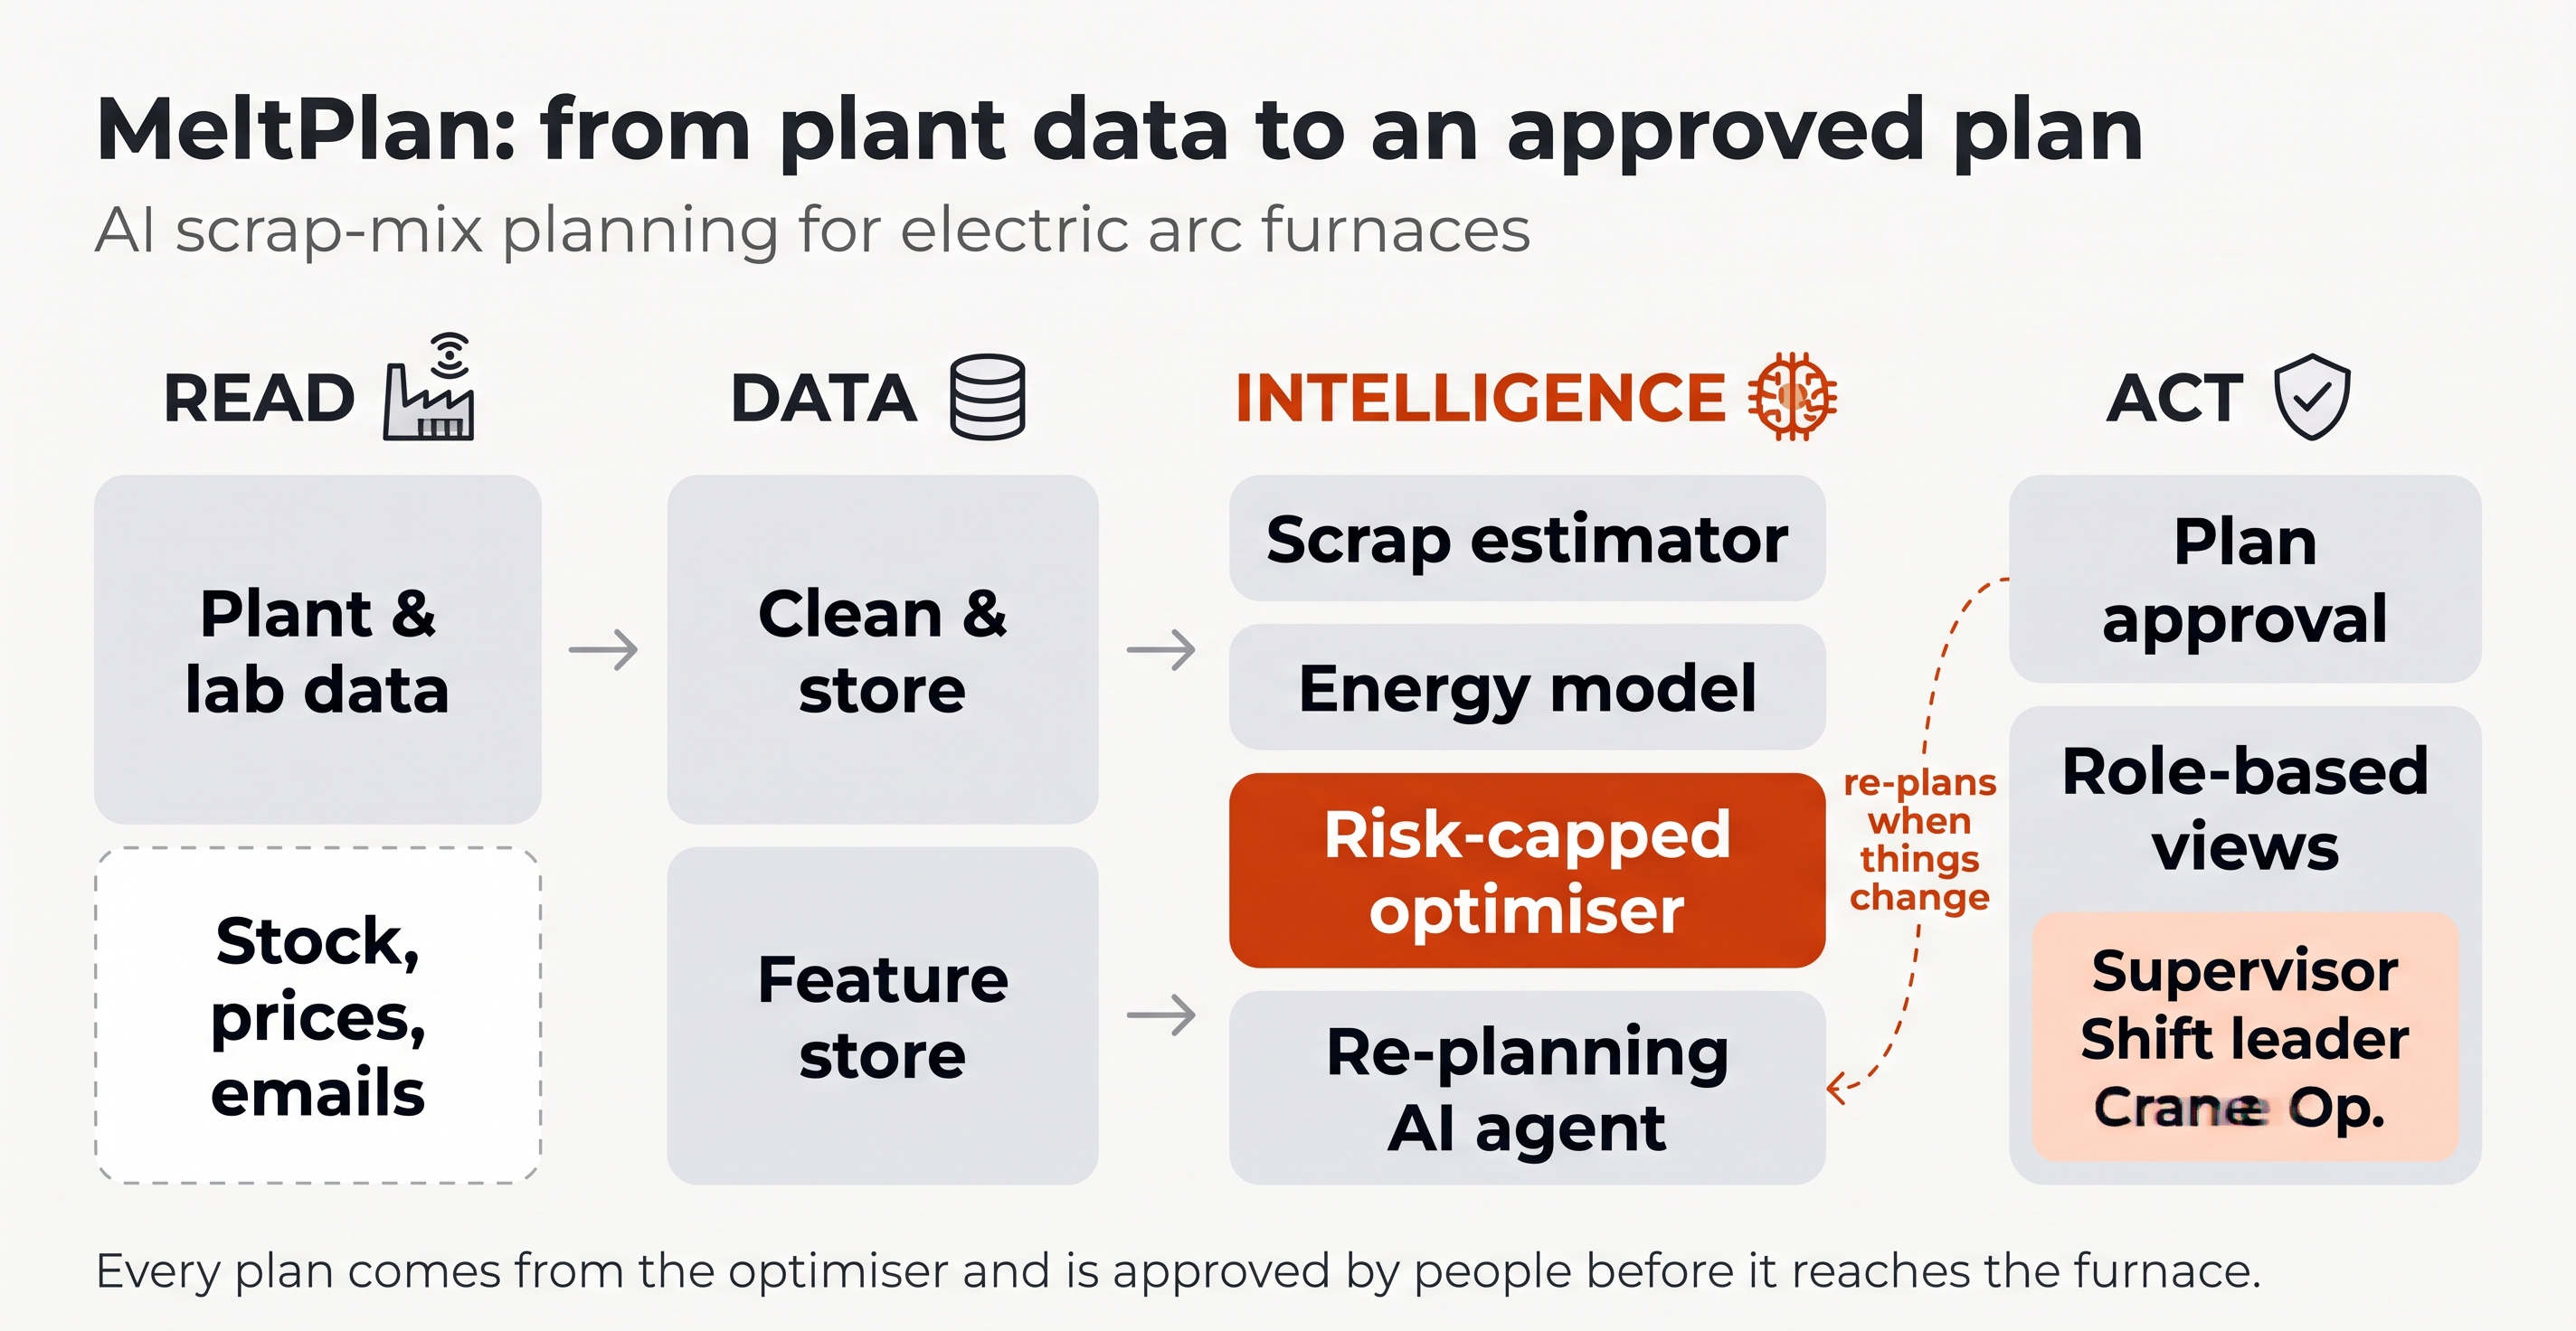 MeltPlan: from plant data to an approved plan
AI scrap-mix planning for electric arc furnaces
READ
Plant &
lab data
Stock,
prices,
emails
DATA
Clean &
store
Feature
store
INTELLIGENCE
Scrap estimator
Energy model
Risk-capped
optimiser
Re-planning
AI agent
re-plans
when
things
change
ACT
Plan
approval
Role-based
views
Supervisor
Shift leader
Crane Op.
Every plan comes from the optimiser and is approved by people before it reaches the furnace.